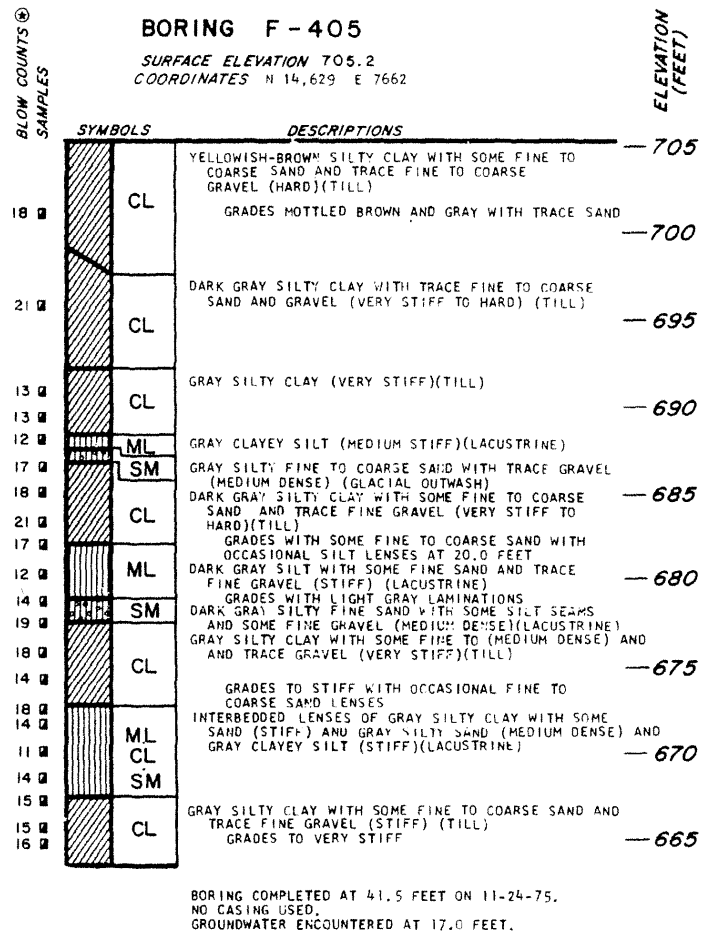 BORING F-405
SURFACE ELEVATION 705.2
COORDINATES N 14,629 E 7662
BLOW COUNTS *
SAMPLES
ELEVATION
(FEET)
SYMBOLS DESCRIPTIONS
705
YELLOWISH-BROWN SILTY CLAY WITH SOME FINE TO
COARSE SAND AND TRACE FINE TO COARSE
GRAVEL (HARD)(TILL)
CL
18 GRADES MOTTLED BROWN AND GRAY WITH TRACE SAND
700
DARK GRAY SILTY CLAY WITH TRACE FINE TO COARSE
21 SAND AND GRAVEL (VERY STIFF TO HARD) (TILL)
CL 695
GRAY SILTY CLAY (VERY STIFF)(TILL)
13
CL 690
13
12 ML GRAY CLAYEY SILT (MEDIUM STIFF)(LACUSTRINE)
17 SM GRAY SILTY FINE TO COARSE SAND WITH TRACE GRAVEL
(MEDIUM DENSE) (GLACIAL OUTWASH)
18 DARK GRAY SILTY CLAY WITH SOME FINE TO COARSE 685
SAND AND TRACE FINE GRAVEL (VERY STIFF TO
21 CL HARD)(TILL)
17 GRADES WITH SOME FINE TO COARSE SAND WITH
OCCASIONAL SILT LENSES AT 20.0 FEET
12 ML DARK GRAY SILT WITH SOME FINE SAND AND TRACE 680
FINE GRAVEL (STIFF) (LACUSTRINE)
14 GRADES WITH LIGHT GRAY LAMINATIONS
SM DARK GRAY SILTY FINE SAND WITH SOME SILT SEAMS
19 AND SOME FINE GRAVEL (MEDIUM DENSE)(LACUSTRINE)
GRAY SILTY CLAY WITH SOME FINE TO (MEDIUM DENSE) AND
18 AND TRACE GRAVEL (VERY STIFF)(TILL)
CL 675
14 GRADES TO STIFF WITH OCCASIONAL FINE TO
COARSE SAND LENSES
18
14 INTERBEDDED LENSES OF GRAY SILTY CLAY WITH SOME
ML SAND (STIFF) AND GRAY SILTY SAND (MEDIUM DENSE) AND
11 CL GRAY CLAYEY SILT (STIFF)(LACUSTRINE) 670
14 SM
15
GRAY SILTY CLAY WITH SOME FINE TO COARSE SAND AND
15 CL TRACE FINE GRAVEL (STIFF) (TILL)
16 GRADES TO VERY STIFF 665
BORING COMPLETED AT 41.5 FEET ON 11-24-75.
NO CASING USED.
GROUNDWATER ENCOUNTERED AT 17.0 FEET.